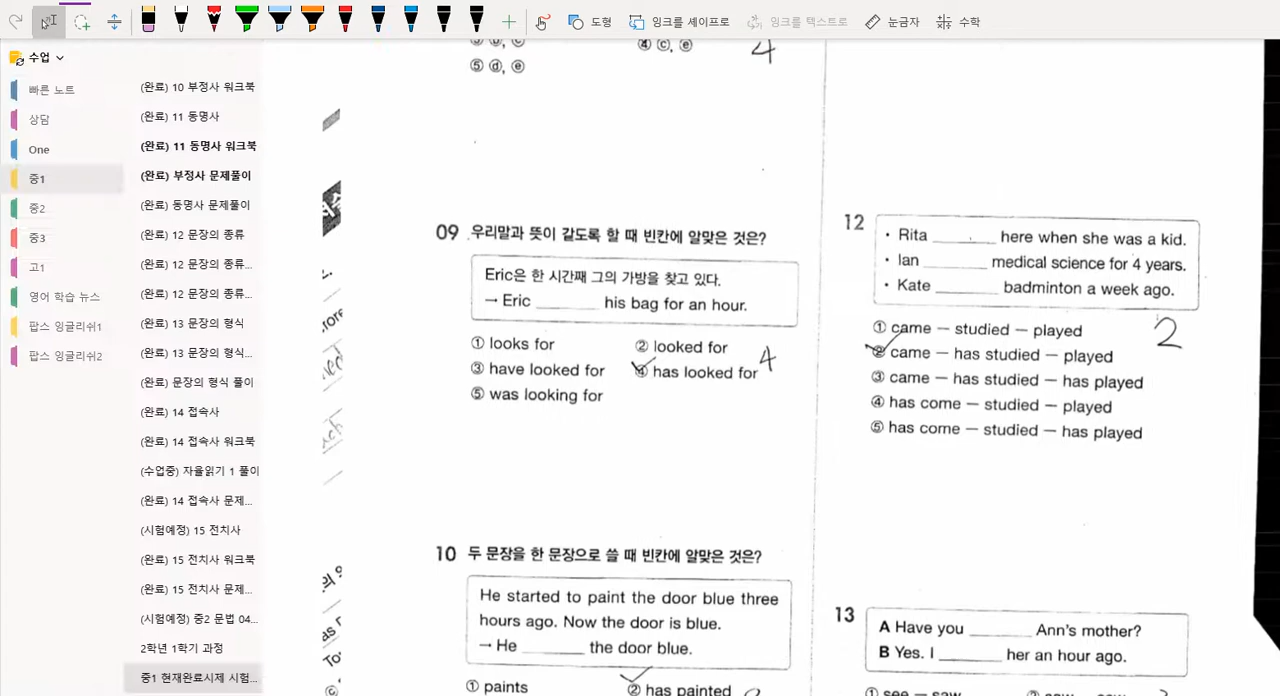 도형
잉크를 셰이프로
잉크를 텍스트로
눈금자
수학
수업
빠른 노트
상담
One
중1
중2
중3
고1
영어 학습 뉴스
팝스 잉글리쉬1
팝스 잉글리쉬2
(완료) 10 부정사 워크북
(완료) 11 동명사
(완료) 11 동명사 워크북
(완료) 부정사 문제풀이
(완료) 동명사 문제풀이
(완료) 12 문장의 종류
(완료) 12 문장의 종류...
(완료) 12 문장의 종류...
(완료) 13 문장의 형식
(완료) 13 문장의 형식...
(완료) 문장의 형식 풀이
(완료) 14 접속사
(완료) 14 접속사 워크북
(수업중) 자율읽기 1 풀이
(완료) 14 접속사 문제...
(시험예정) 15 전치사
(완료) 15 전치사 워크북
(완료) 15 전치사 문제...
(시험예정) 중2 문법 04...
2학년 1학기 과정
중1 현재완료시제 시험...
④ ⓒ, ⓔ
4
⑤ ⓓ, ⓔ
09 우리말과 뜻이 같도록 할 때 빈칸에 알맞은 것은?
Eric은 한 시간째 그의 가방을 찾고 있다.
→ Eric ________ his bag for an hour.
① looks for
② looked for
③ have looked for
④ has looked for
4
⑤ was looking for
10 두 문장을 한 문장으로 쓸 때 빈칸에 알맞은 것은?
He started to paint the door blue three
hours ago. Now the door is blue.
→ He ________ the door blue.
① paints
② has painted
12
• Rita ________ here when she was a kid.
• Ian ________ medical science for 4 years.
• Kate ________ badminton a week ago.
① came – studied – played
② came – has studied – played
2
③ came – has studied – has played
④ has come – studied – played
⑤ has come – studied – has played
13
A Have you ________ Ann's mother?
B Yes. I ________ her an hour ago.
① see – saw